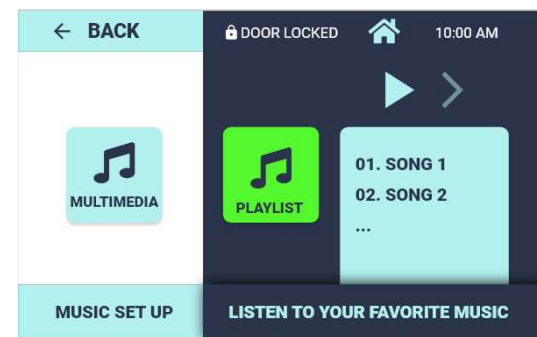 ← BACK
DOOR LOCKED
10:00 AM
MULTIMEDIA
PLAYLIST
01. SONG 1
02. SONG 2
...
MUSIC SET UP
LISTEN TO YOUR FAVORITE MUSIC